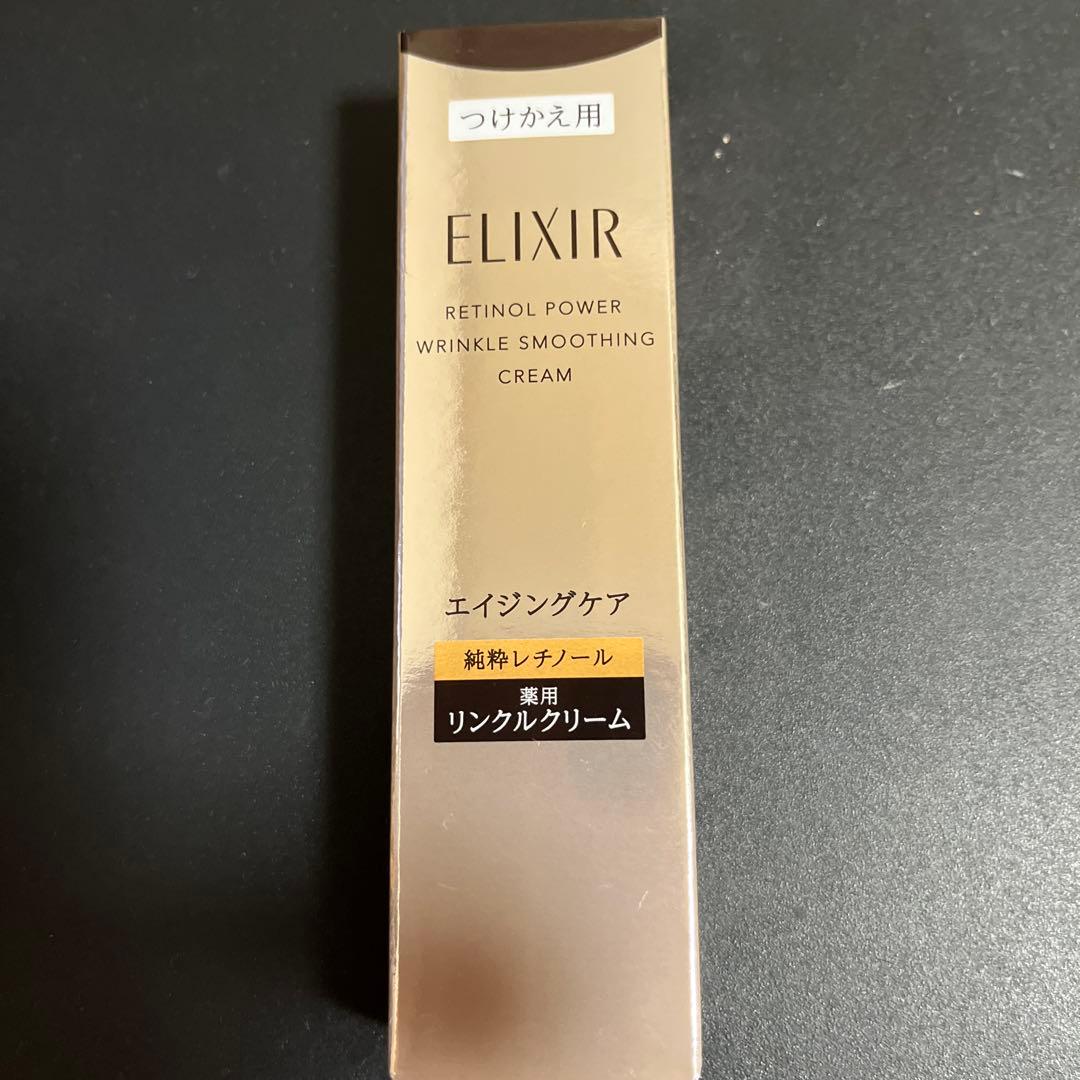 つけかえ用
ELIXIR
RETINOL POWER
WRINKLE SMOOTHING
CREAM
エイジングケア
純粋レチノール
薬用
リンクルクリーム